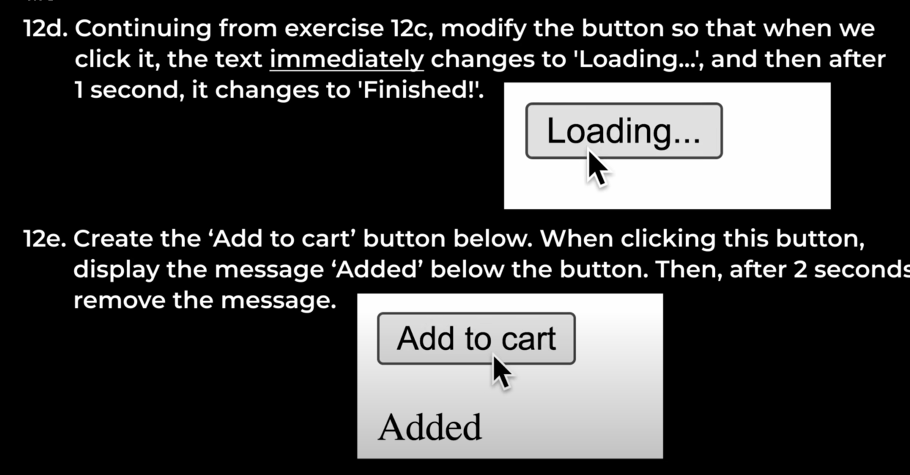 12d. Continuing from exercise 12c, modify the button so that when we
click it, the text immediately changes to 'Loading...', and then after
1 second, it changes to 'Finished!'.
Loading...
12e. Create the ‘Add to cart’ button below. When clicking this button,
display the message ‘Added’ below the button. Then, after 2 seconds
remove the message.
Add to cart
Added